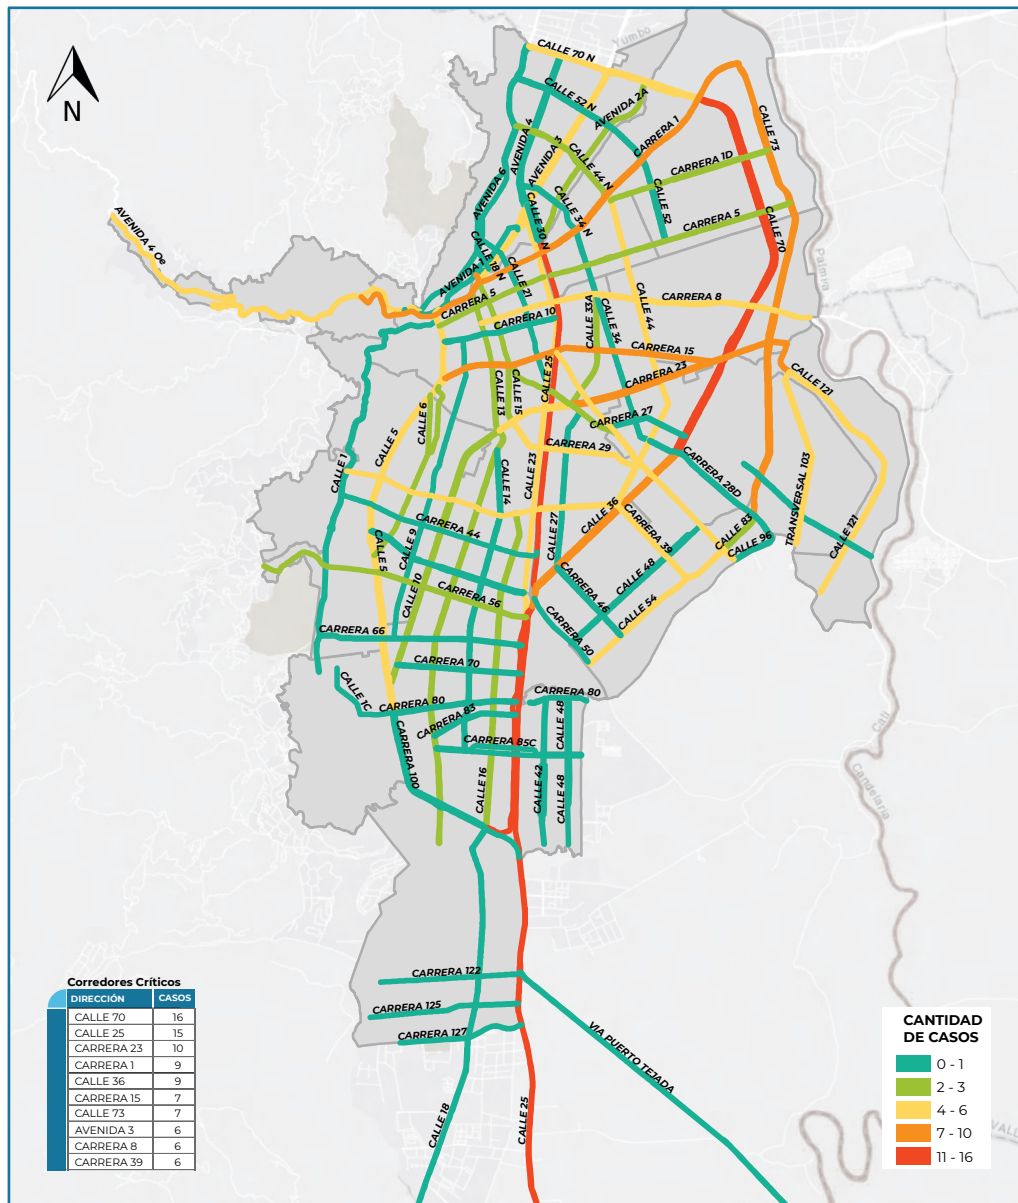 N
Yumbo
CALLE 70 N
CALLE 52 N
AVENIDA 2A
AVENIDA 4
AVENIDA 3
CARRERA 1
CALLE 73
CALLE 44 N
CARRERA 1D
AVENIDA 6
CALLE 34 N
CALLE 52
CALLE 30 N
CARRERA 5
CALLE 70
AVENIDA 4 Oe
CALLE 18 N
AVENIDA 1
CALLE 21
Palmira
CARRERA 5
CARRERA 8
CARRERA 10
CALLE 33A
CALLE 34
CALLE 44
CARRERA 15
CALLE 25
CARRERA 23
CALLE 121
CALLE 6
CALLE 13
CALLE 15
CARRERA 27
CALLE 5
CARRERA 29
CALLE 1
CALLE 23
CALLE 14
CARRERA 28D
TRANSVERSAL 103
CALLE 36
CARRERA 39
CARRERA 44
CALLE 9
CALLE 27
CALLE 83
CALLE 96
CALLE 121
CALLE 5
CALLE 10
CARRERA 56
CARRERA 46
CALLE 48
CALLE 54
CARRERA 66
CARRERA 50
CARRERA 70
CALLE 1C
CARRERA 80
CARRERA 80
CARRERA 83
CALLE 48
CARRERA 85C
CARRERA 100
CALLE 16
CALLE 42
CALLE 48
Cali
Candelaria
CARRERA 122
CARRERA 125
CARRERA 127
VIA PUERTO TEJADA
CALLE 18
CALLE 25
Corredores Críticos
DIRECCIÓN CASOS
CALLE 70 16
CALLE 25 15
CARRERA 23 10
CARRERA 1 9
CALLE 36 9
CARRERA 15 7
CALLE 73 7
AVENIDA 3 6
CARRERA 8 6
CARRERA 39 6
CANTIDAD
DE CASOS
0 - 1
2 - 3
4 - 6
7 - 10
11 - 16